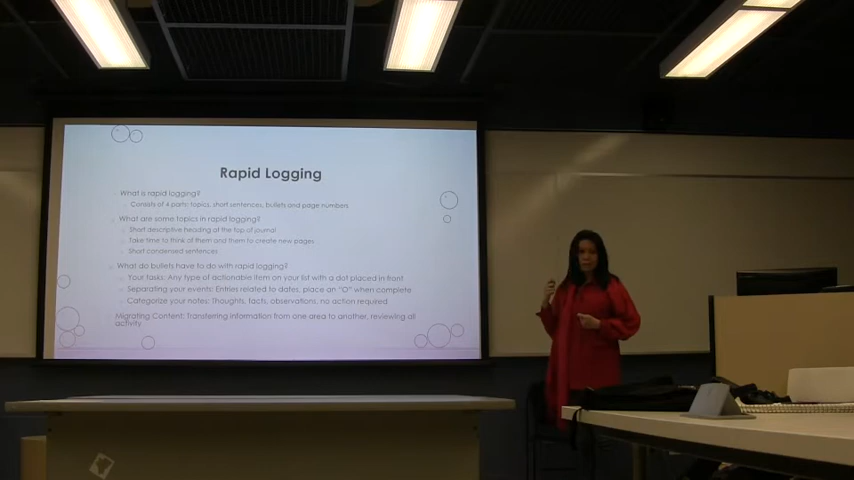 Rapid Logging
What is rapid logging?
Consists of 4 parts: topics, short sentences, bullets and page numbers
What are some topics in rapid logging?
Short descriptive heading at the top of journal
Take time to think of them and them to create new pages
Short condensed sentences
What do bullets have to do with rapid logging?
Your tasks: Any type of actionable item on your list with a dot placed in front
Separating your events: Entries related to dates, place an "O" when complete
Categorize your notes: Thoughts, facts, observations, no action required
Migrating Content: Transferring information from one area to another, reviewing all
activity